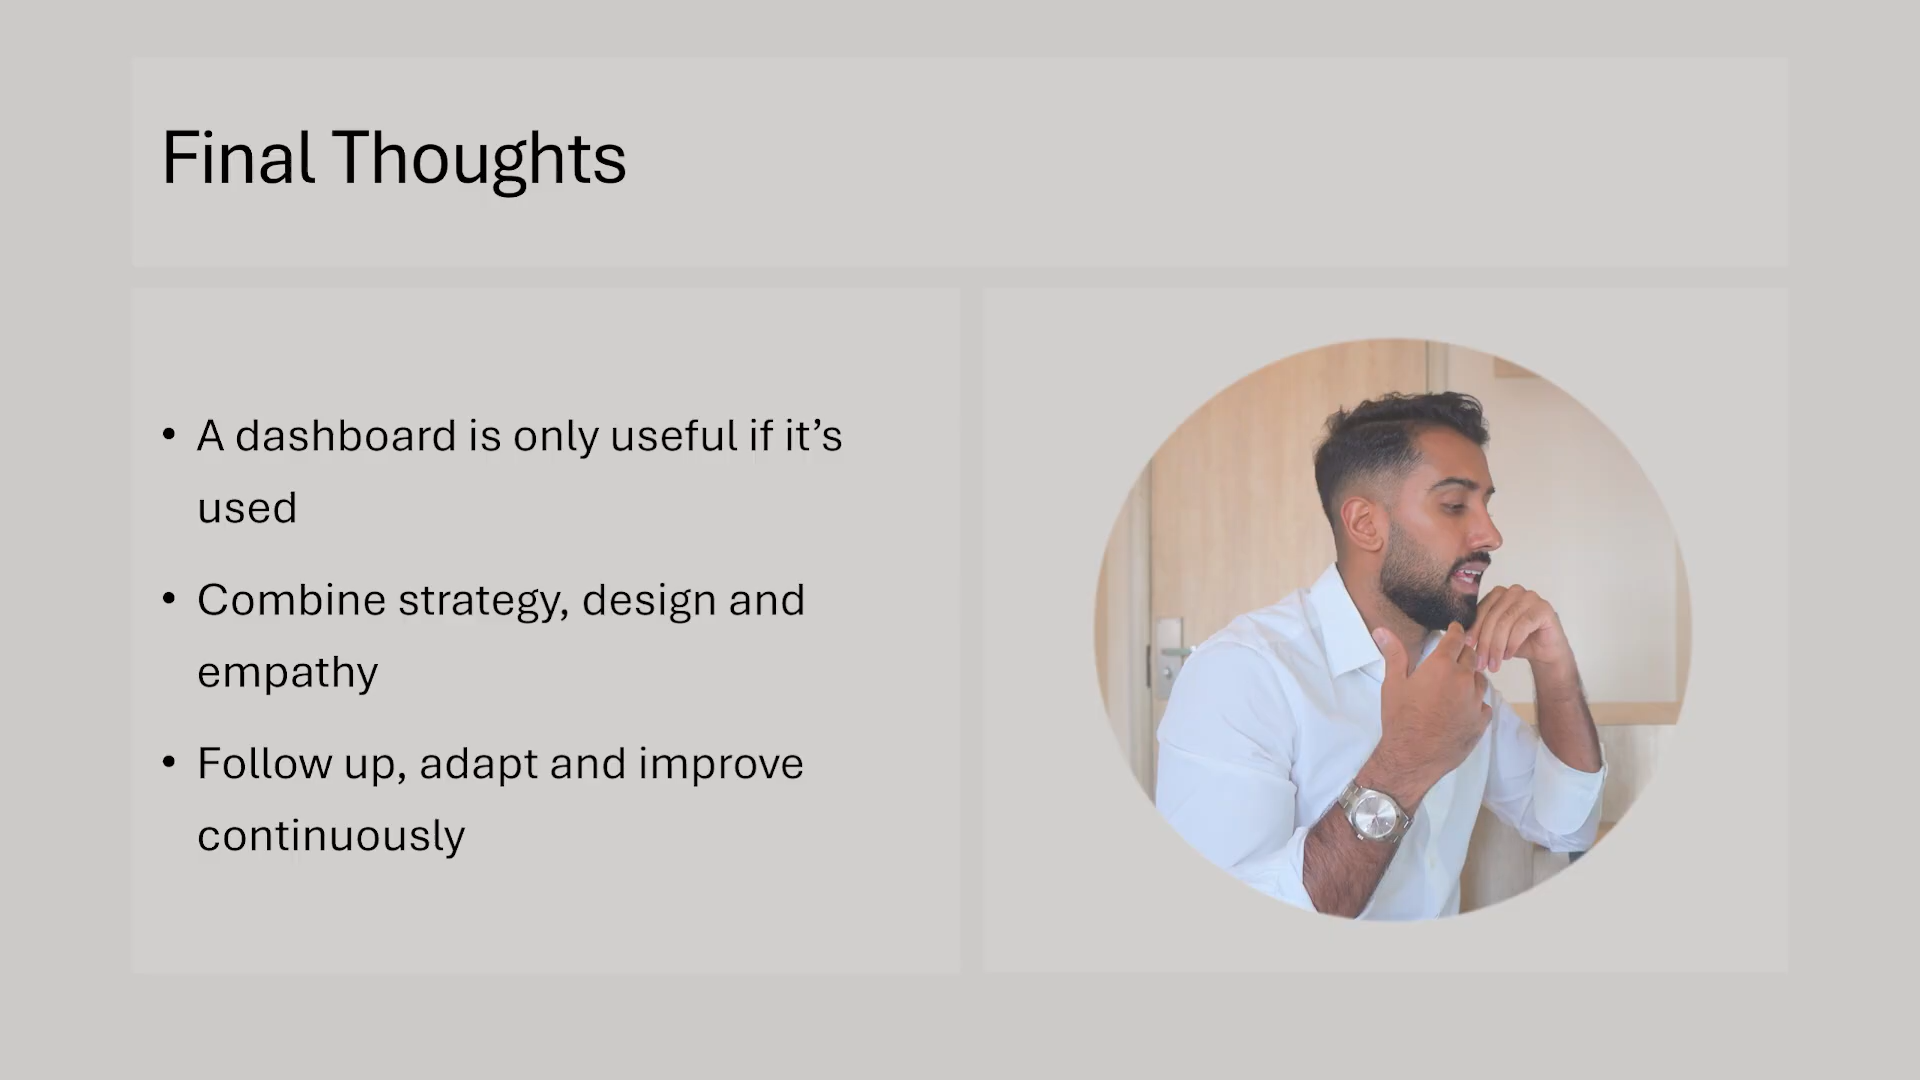 Final Thoughts
• A dashboard is only useful if it’s
used
• Combine strategy, design and
empathy
• Follow up, adapt and improve
continuously